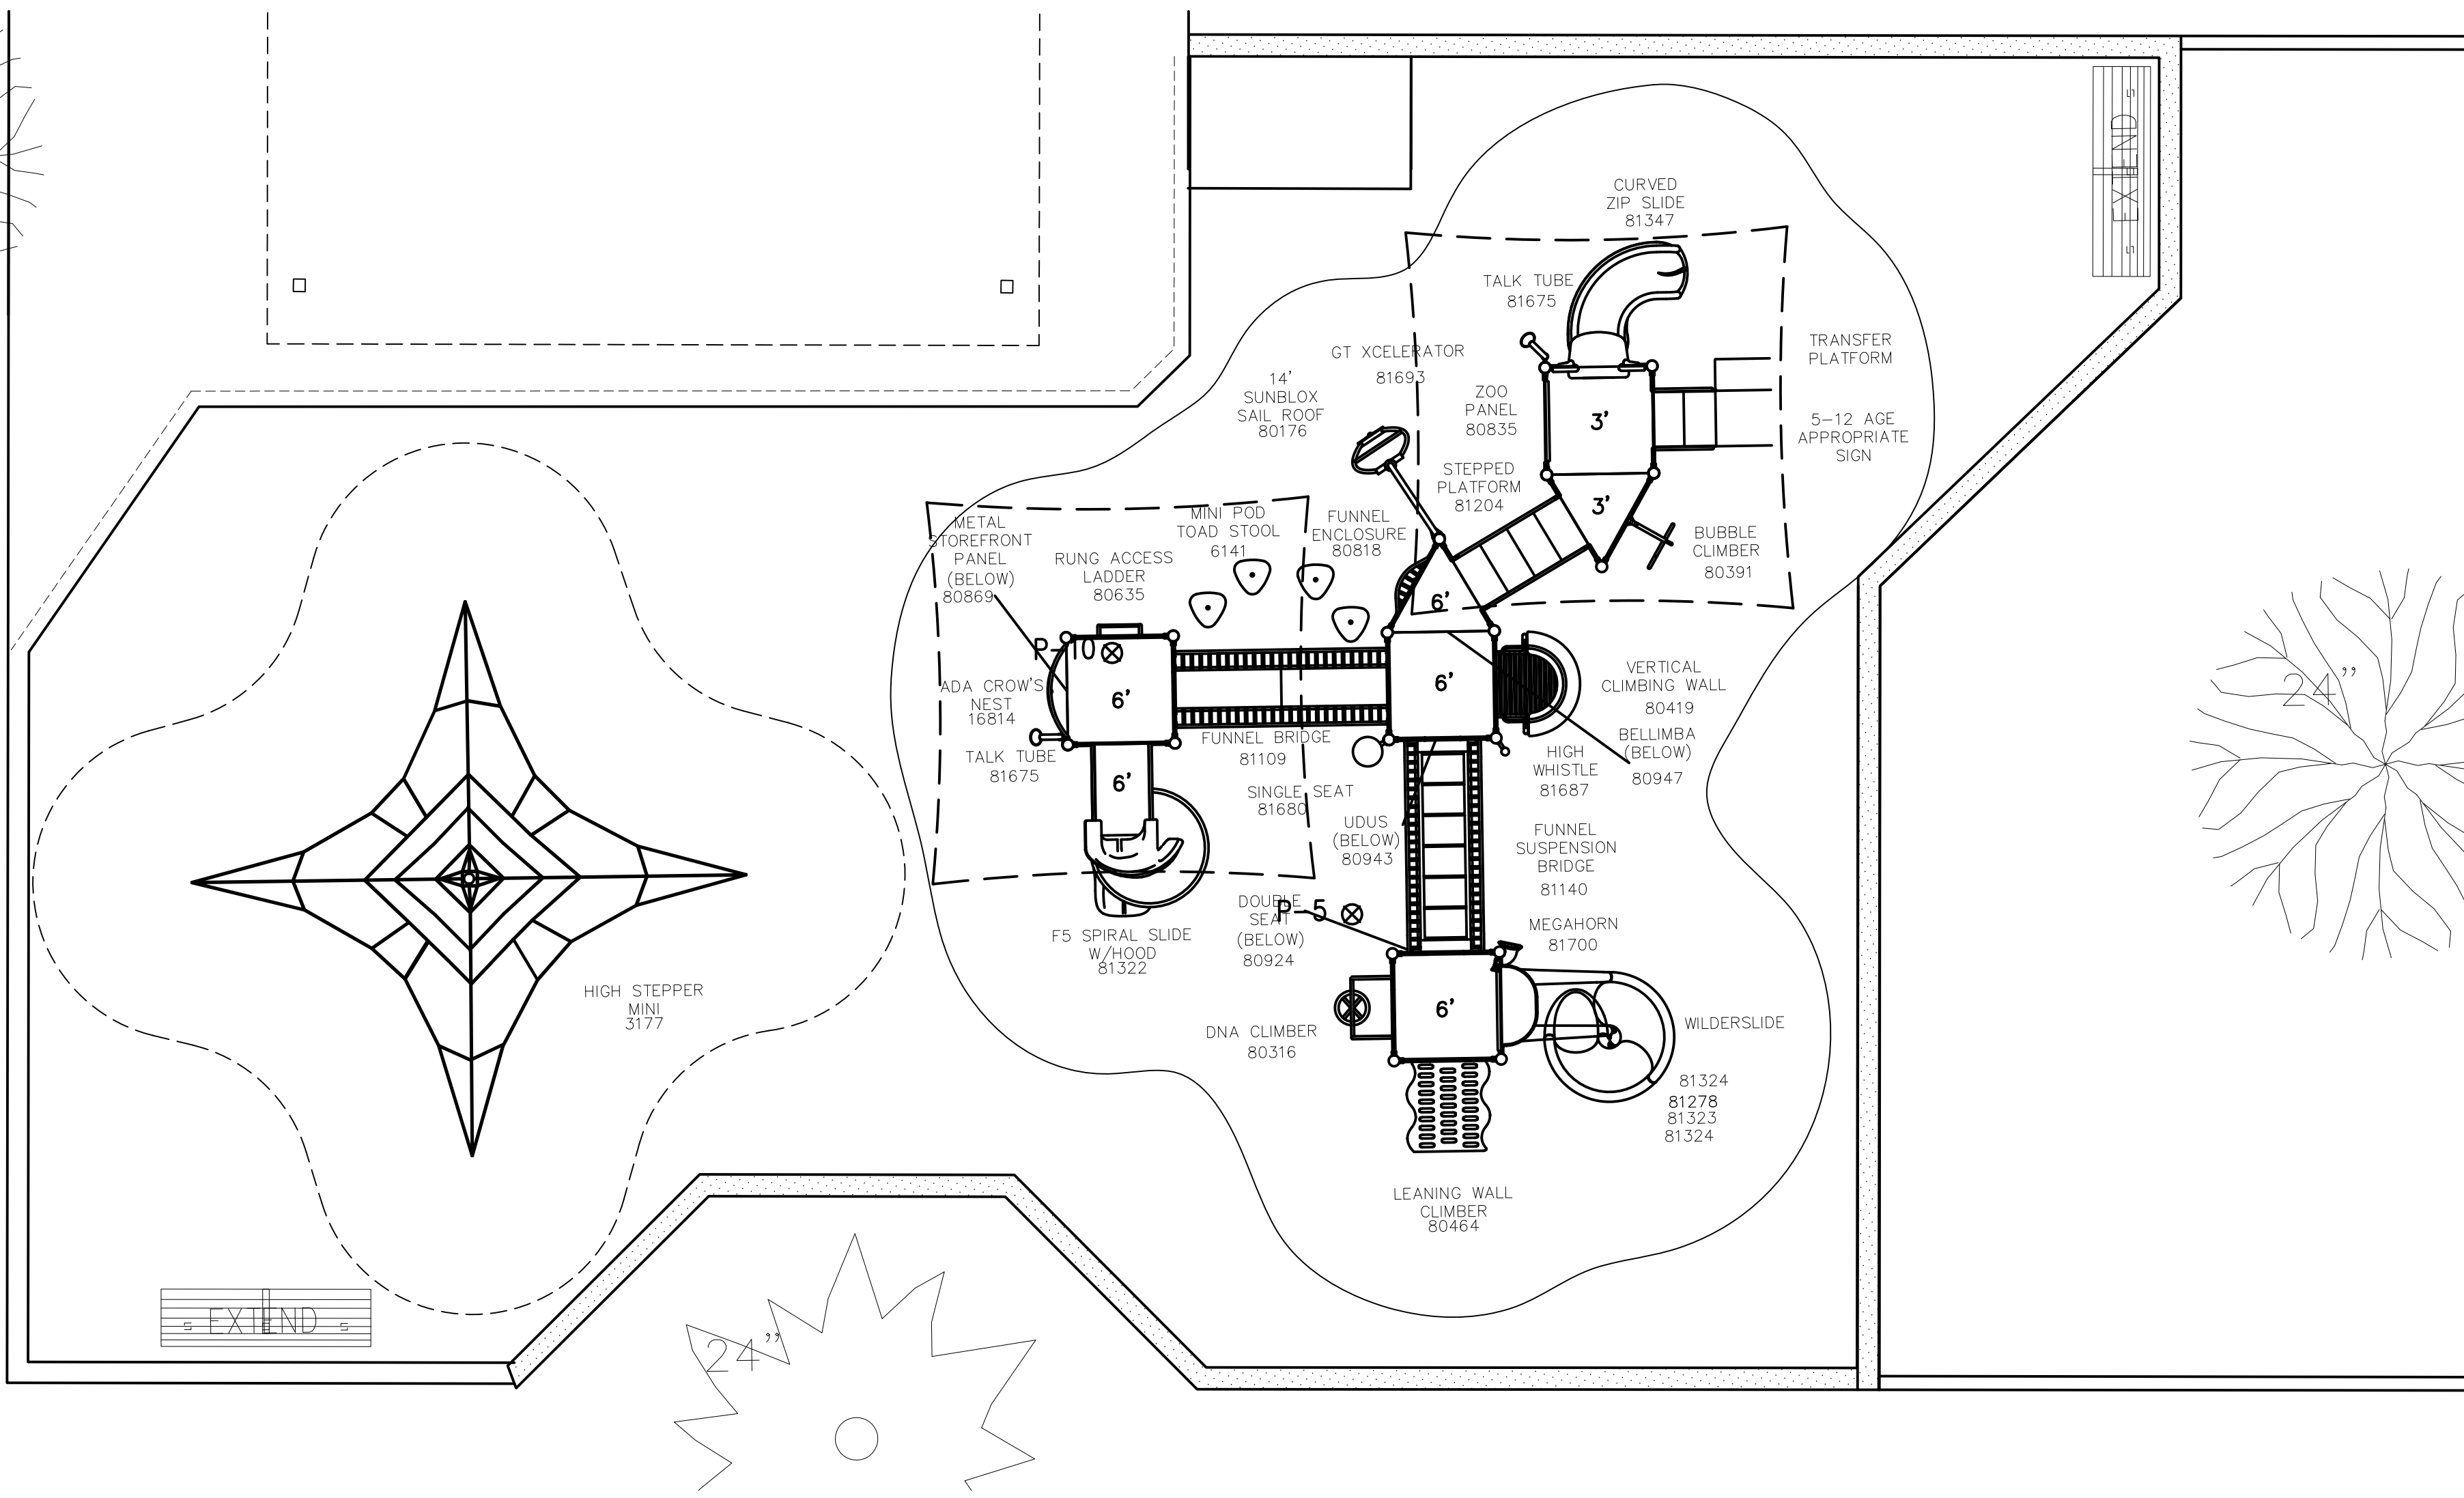 EXTEND
CURVED
ZIP SLIDE
81347
TALK TUBE
81675
TRANSFER
PLATFORM
GT XCELERATOR
81693
14'
SUNBLOX
SAIL ROOF
80176
ZOO
PANEL
80835
3'
5-12 AGE
APPROPRIATE
SIGN
STEPPED
PLATFORM
81204
3'
METAL
STOREFRONT
PANEL
(BELOW)
80869
RUNG ACCESS
LADDER
80635
MINI POD
TOAD STOOL
6141
FUNNEL
ENCLOSURE
80818
BUBBLE
CLIMBER
80391
6'
P-10
ADA CROW'S
NEST
16814
6'
6'
VERTICAL
CLIMBING WALL
80419
24"
TALK TUBE
81675
FUNNEL BRIDGE
81109
BELLIMBA
(BELOW)
80947
HIGH
WHISTLE
81687
6'
SINGLE SEAT
81680
UDUS
(BELOW)
80943
FUNNEL
SUSPENSION
BRIDGE
81140
DOUBLE
SEAT
(BELOW)
80924
P-5
MEGAHORN
81700
F5 SPIRAL SLIDE
W/HOOD
81322
HIGH STEPPER
MINI
3177
6'
DNA CLIMBER
80316
WILDERSLIDE
81324
81278
81323
81324
LEANING WALL
CLIMBER
80464
EXTEND
24"